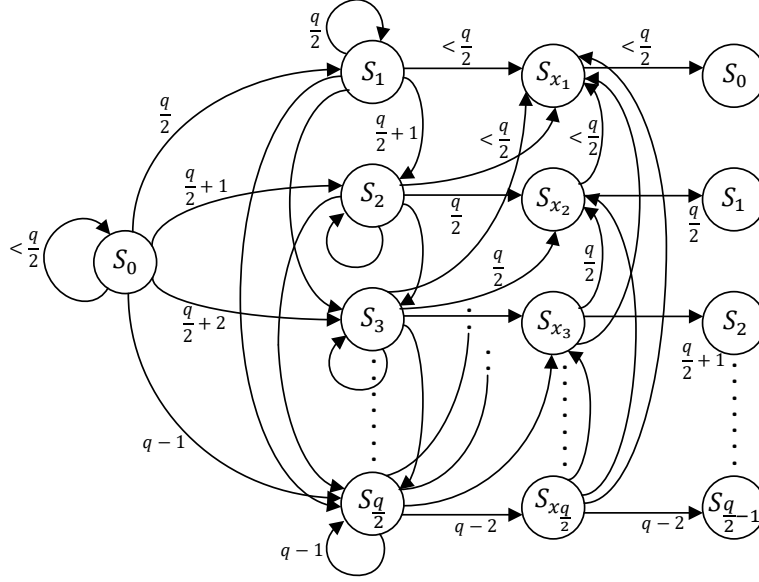 q/2
< q/2
< q/2
S_1
S_{x_1}
S_0
q/2
q/2 +1
< q/2
< q/2
q/2 +1
S_2
q/2
S_{x_2}
q/2
S_1
< q/2
S_0
q/2
q/2
q/2 +2
S_3
S_{x_3}
S_2
q/2 +1
q−1
S_{q/2}
S_{x_{q/2}}
S_{q/2 −1}
q−1
q−2
q−2